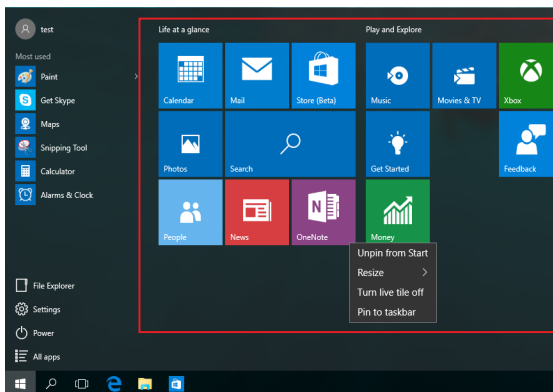 test
Most used
Paint
Get Skype
Maps
Snipping Tool
Calculator
Alarms & Clock
File Explorer
Settings
Power
All apps
Life at a glance
Play and Explore
Calendar
Mail
Store (Beta)
Music
Movies & TV
Xbox
Photos
Search
Get Started
Feedback
People
News
OneNote
Money
Unpin from Start
Resize
Turn live tile off
Pin to taskbar